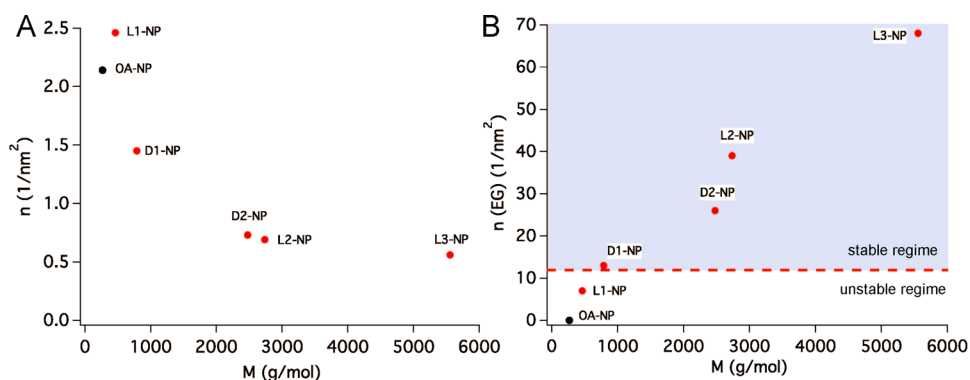 A
2.5
2.0
1.5
1.0
0.5
0.0
n (1/nm²)
L1-NP
OA-NP
D1-NP
D2-NP
L2-NP
L3-NP
0
1000
2000
3000
4000
5000
6000
M (g/mol)
B
70
60
50
40
30
20
10
0
n (EG) (1/nm²)
L3-NP
L2-NP
D2-NP
D1-NP
stable regime
unstable regime
L1-NP
OA-NP
0
1000
2000
3000
4000
5000
6000
M (g/mol)